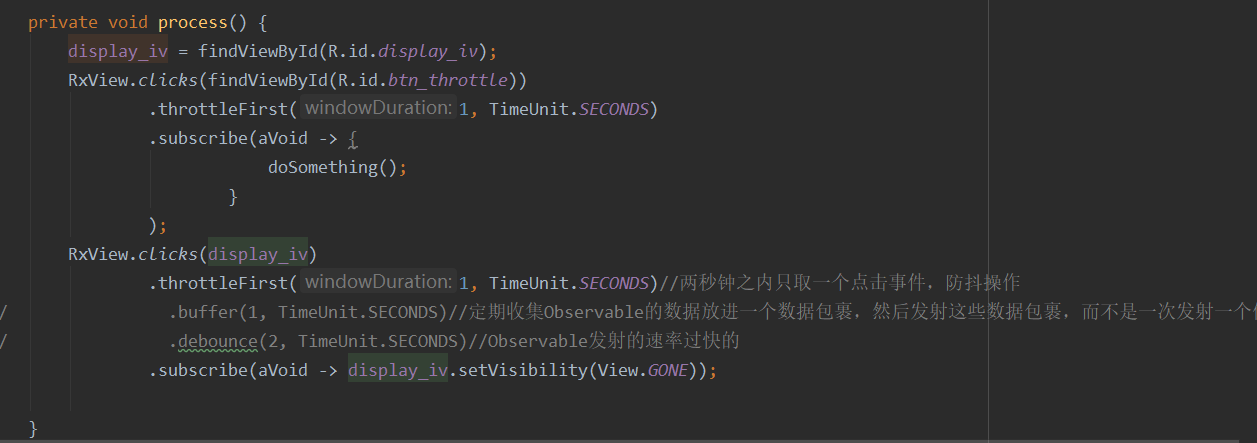 private void process() {
display_iv = findViewById(R.id.display_iv);
RxView.clicks(findViewById(R.id.btn_throttle))
.throttleFirst( windowDuration: 1, TimeUnit.SECONDS)
.subscribe(aVoid -> {
doSomething();
}
);
RxView.clicks(display_iv)
.throttleFirst( windowDuration: 1, TimeUnit.SECONDS)//两秒钟之内只取一个点击事件，防抖操作
/ .buffer(1, TimeUnit.SECONDS)//定期收集Observable的数据放进一个数据包裹，然后发射这些数据包裹，而不是一次发射一个
/ .debounce(2, TimeUnit.SECONDS)//Observable发射的速率过快的
.subscribe(aVoid -> display_iv.setVisibility(View.GONE));
}